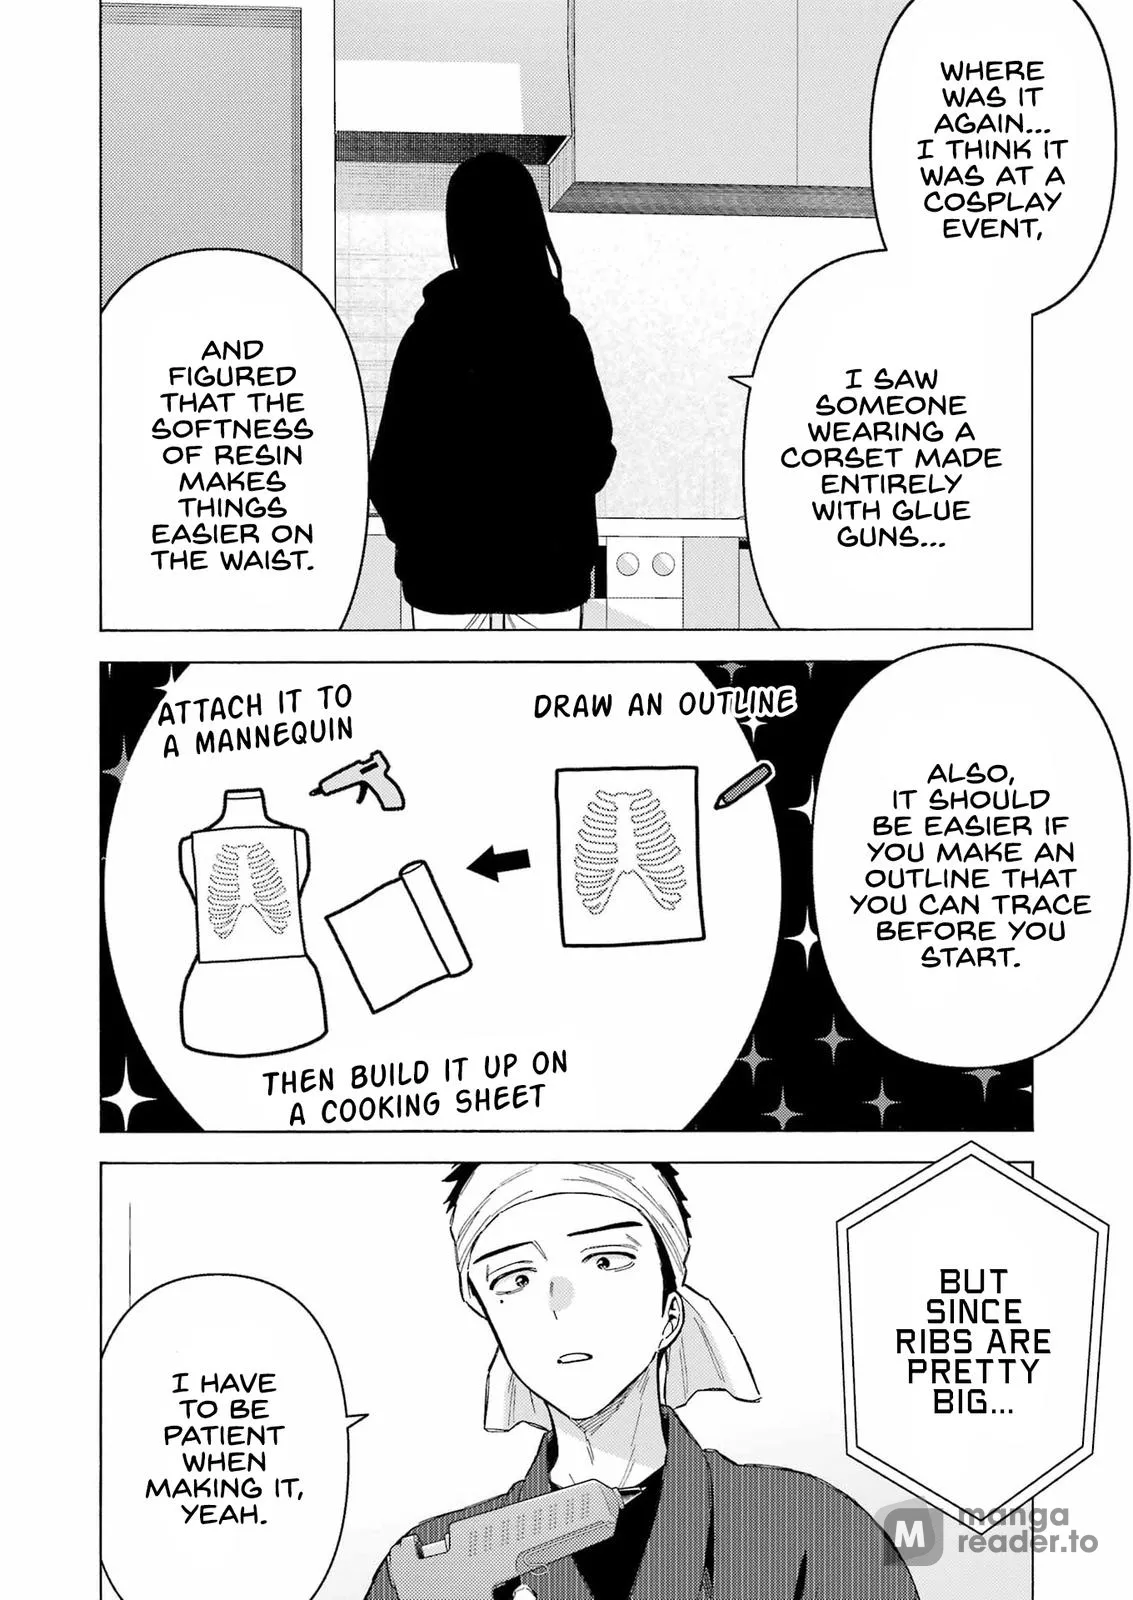 WHERE
WAS IT
AGAIN...
I THINK IT
WAS AT A
COSPLAY
EVENT,
I SAW
SOMEONE
WEARING A
CORSET MADE
ENTIRELY
WITH GLUE
GUNS...
AND
FIGURED
THAT THE
SOFTNESS
OF RESIN
MAKES
THINGS
EASIER ON
THE WAIST.
ALSO,
IT SHOULD
BE EASIER IF
YOU MAKE AN
OUTLINE THAT
YOU CAN TRACE
BEFORE YOU
START.
DRAW AN OUTLINE
ATTACH IT TO
A MANNEQUIN
THEN BUILD IT UP ON
A COOKING SHEET
BUT
SINCE
RIBS ARE
PRETTY
BIG...
I HAVE
TO BE
PATIENT
WHEN
MAKING IT,
YEAH.
M manga
reader.to